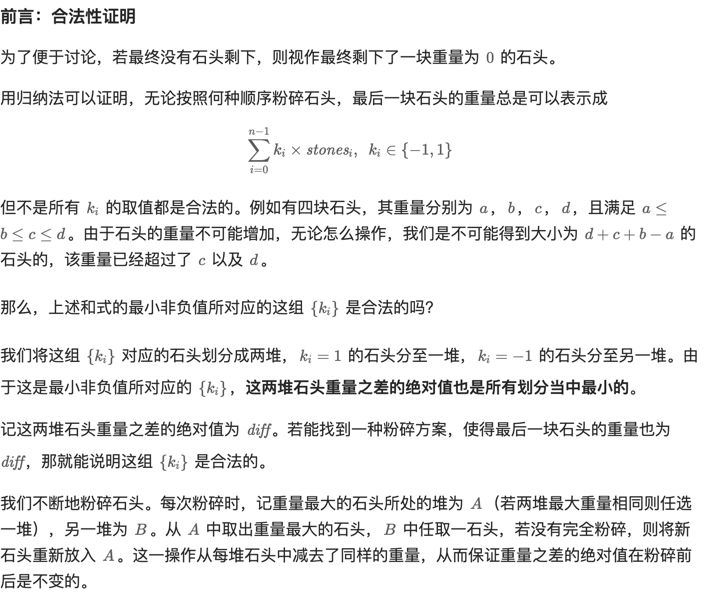 前言：合法性证明
为了便于讨论，若最终没有石头剩下，则视作最终剩下了一块重量为 0 的石头。
用归纳法可以证明，无论按照何种顺序粉碎石头，最后一块石头的重量总是可以表示成
n−1
∑ k_i × stones_i, k_i ∈ {−1, 1}
i=0
但不是所有 k_i 的取值都是合法的。例如有四块石头，其重量分别为 a，b，c，d，且满足 a ≤
b ≤ c ≤ d。由于石头的重量不可能增加，无论怎么操作，我们是不可能得到大小为 d + c + b − a 的
石头的，该重量已经超过了 c 以及 d。
那么，上述和式的最小非负值所对应的这组 {k_i} 是合法的吗？
我们将这组 {k_i} 对应的石头划分成两堆，k_i = 1 的石头分至一堆，k_i = −1 的石头分至另一堆。由
于这是最小非负值所对应的 {k_i}，这两堆石头重量之差的绝对值也是所有划分当中最小的。
记这两堆石头重量之差的绝对值为 diff。若能找到一种粉碎方案，使得最后一块石头的重量也为
diff，那就能说明这组 {k_i} 是合法的。
我们不断地粉碎石头。每次粉碎时，记重量最大的石头所处的堆为 A（若两堆最大重量相同则任选
一堆），另一堆为 B。从 A 中取出重量最大的石头，B 中任取一石头，若没有完全粉碎，则将新
石头重新放入 A。这一操作从每堆石头中减去了同样的重量，从而保证重量之差的绝对值在粉碎前
后是不变的。